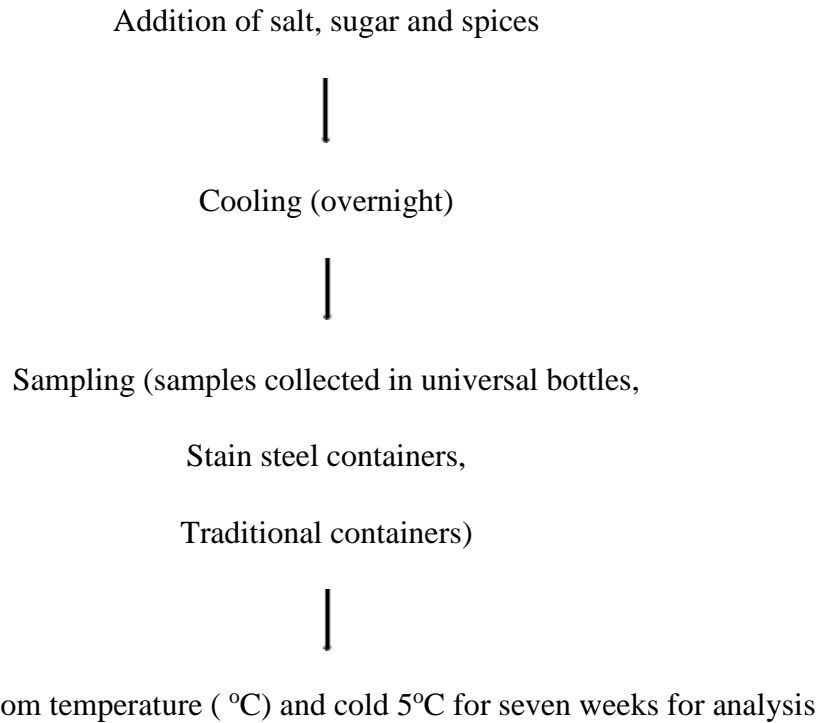 Addition of salt, sugar and spices
Cooling (overnight)
Sampling (samples collected in universal bottles,
Stain steel containers,
Traditional containers)
om temperature ( ºC) and cold 5ºC for seven weeks for analysis